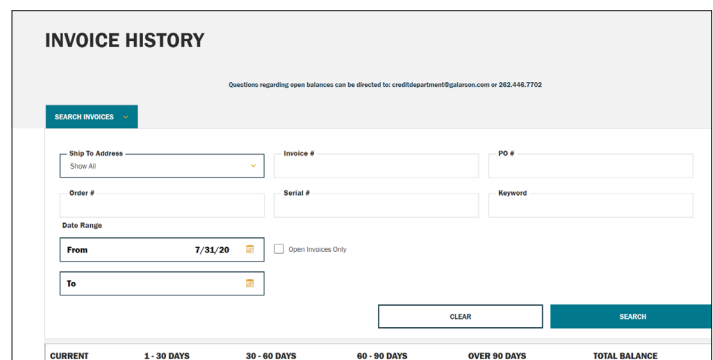 INVOICE HISTORY
Questions regarding open balances can be directed to: creditdepartment@galarson.com or 262.446.7702
SEARCH INVOICES
Ship To Address Invoice # PO #
Show All
Order # Serial # Keyword
Date Range
From 7/31/20 Open Invoices Only
To
CLEAR SEARCH
CURRENT 1 - 30 DAYS 30 - 60 DAYS 60 - 90 DAYS OVER 90 DAYS TOTAL BALANCE